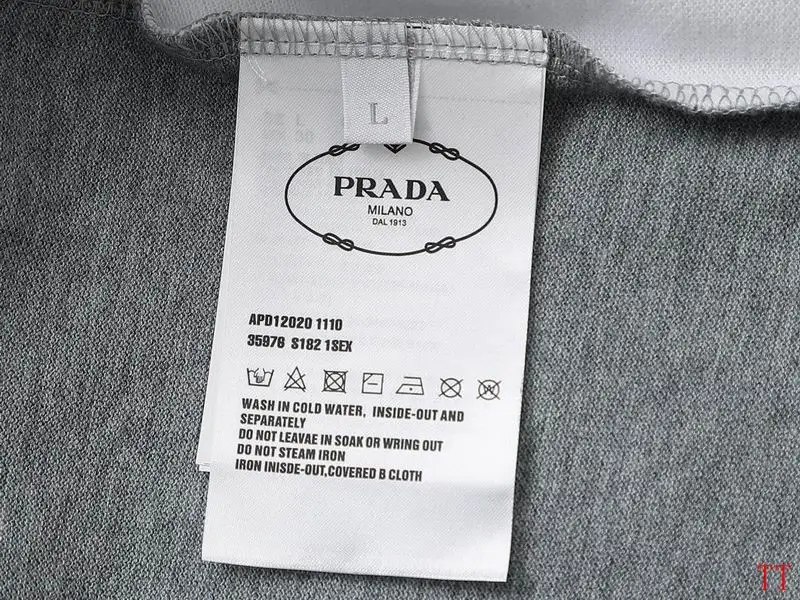 L
PRADA
MILANO
DAL 1913
APD12020 1110
35976 S182 1SEX
WASH IN COLD WATER, INSIDE-OUT AND
SEPARATELY
DO NOT LEAVAE IN SOAK OR WRING OUT
DO NOT STEAM IRON
IRON INISDE-OUT,COVERED B CLOTH
TT